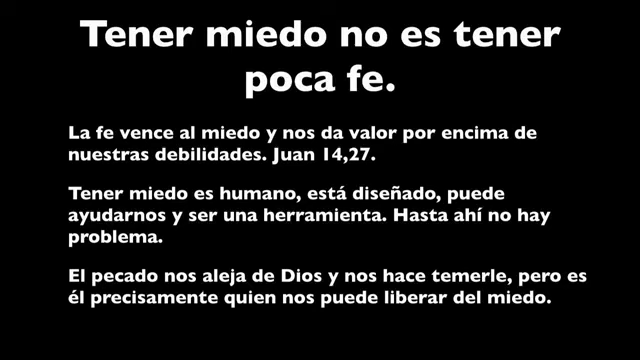 Tener miedo no es tener
poca fe.
La fe vence al miedo y nos da valor por encima de
nuestras debilidades. Juan 14,27.
Tener miedo es humano, está diseñado, puede
ayudarnos y ser una herramienta. Hasta ahí no hay
problema.
El pecado nos aleja de Dios y nos hace temerle, pero es
él precisamente quien nos puede liberar del miedo.